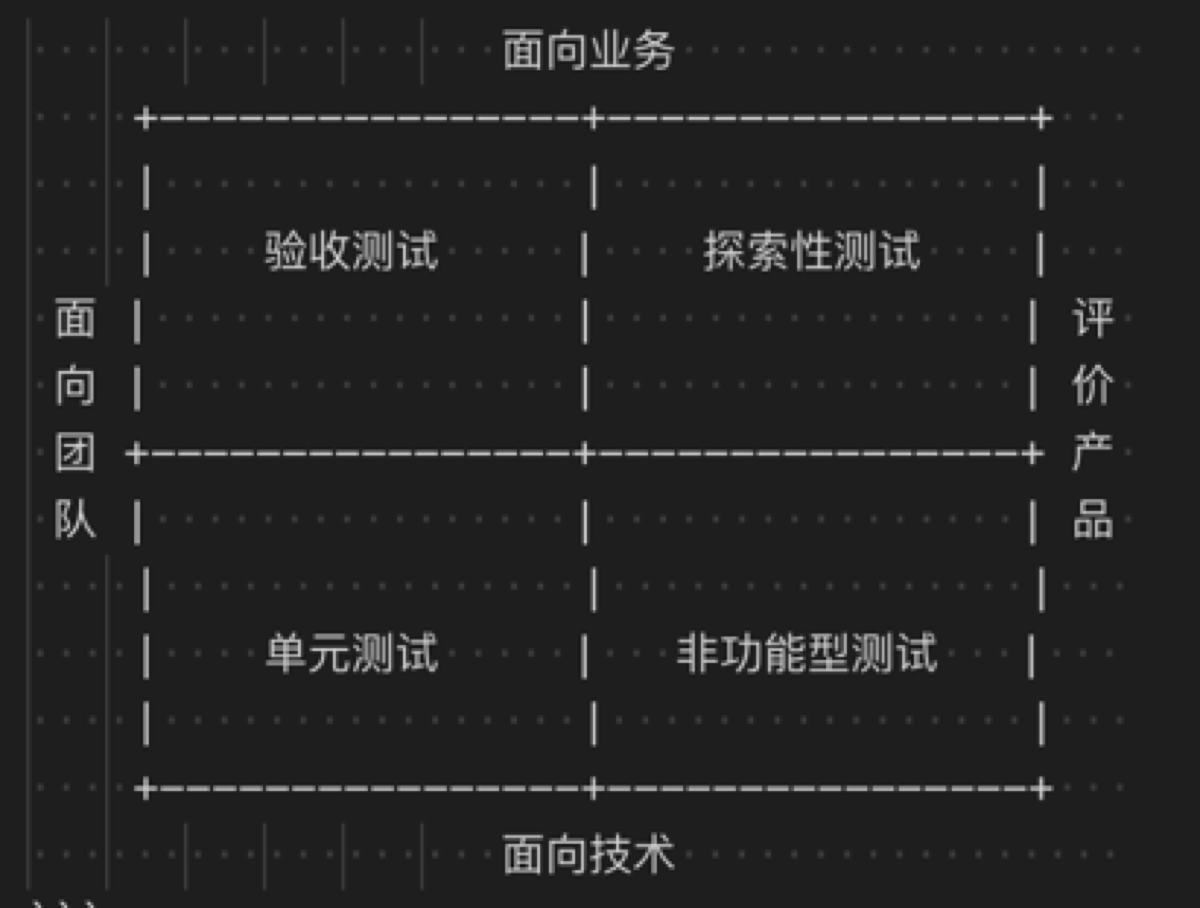 面向业务
+----------------+----------------+
|                |                |
|    验收测试     |    探索性测试    |
面 |                |                | 评
向 |                |                | 价
团 +----------------+----------------+ 产
队 |                |                | 品
|                |                |
|    单元测试     |   非功能型测试   |
|                |                |
+----------------+----------------+
面向技术